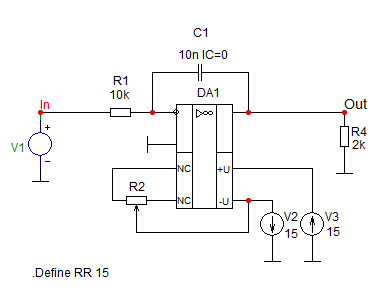 C1
10n IC=0
R1
10k
DA1
In
Out
V1
+
R4
2k
NC
+U
R2
NC
-U
V2
15
V3
15
.Define RR 15